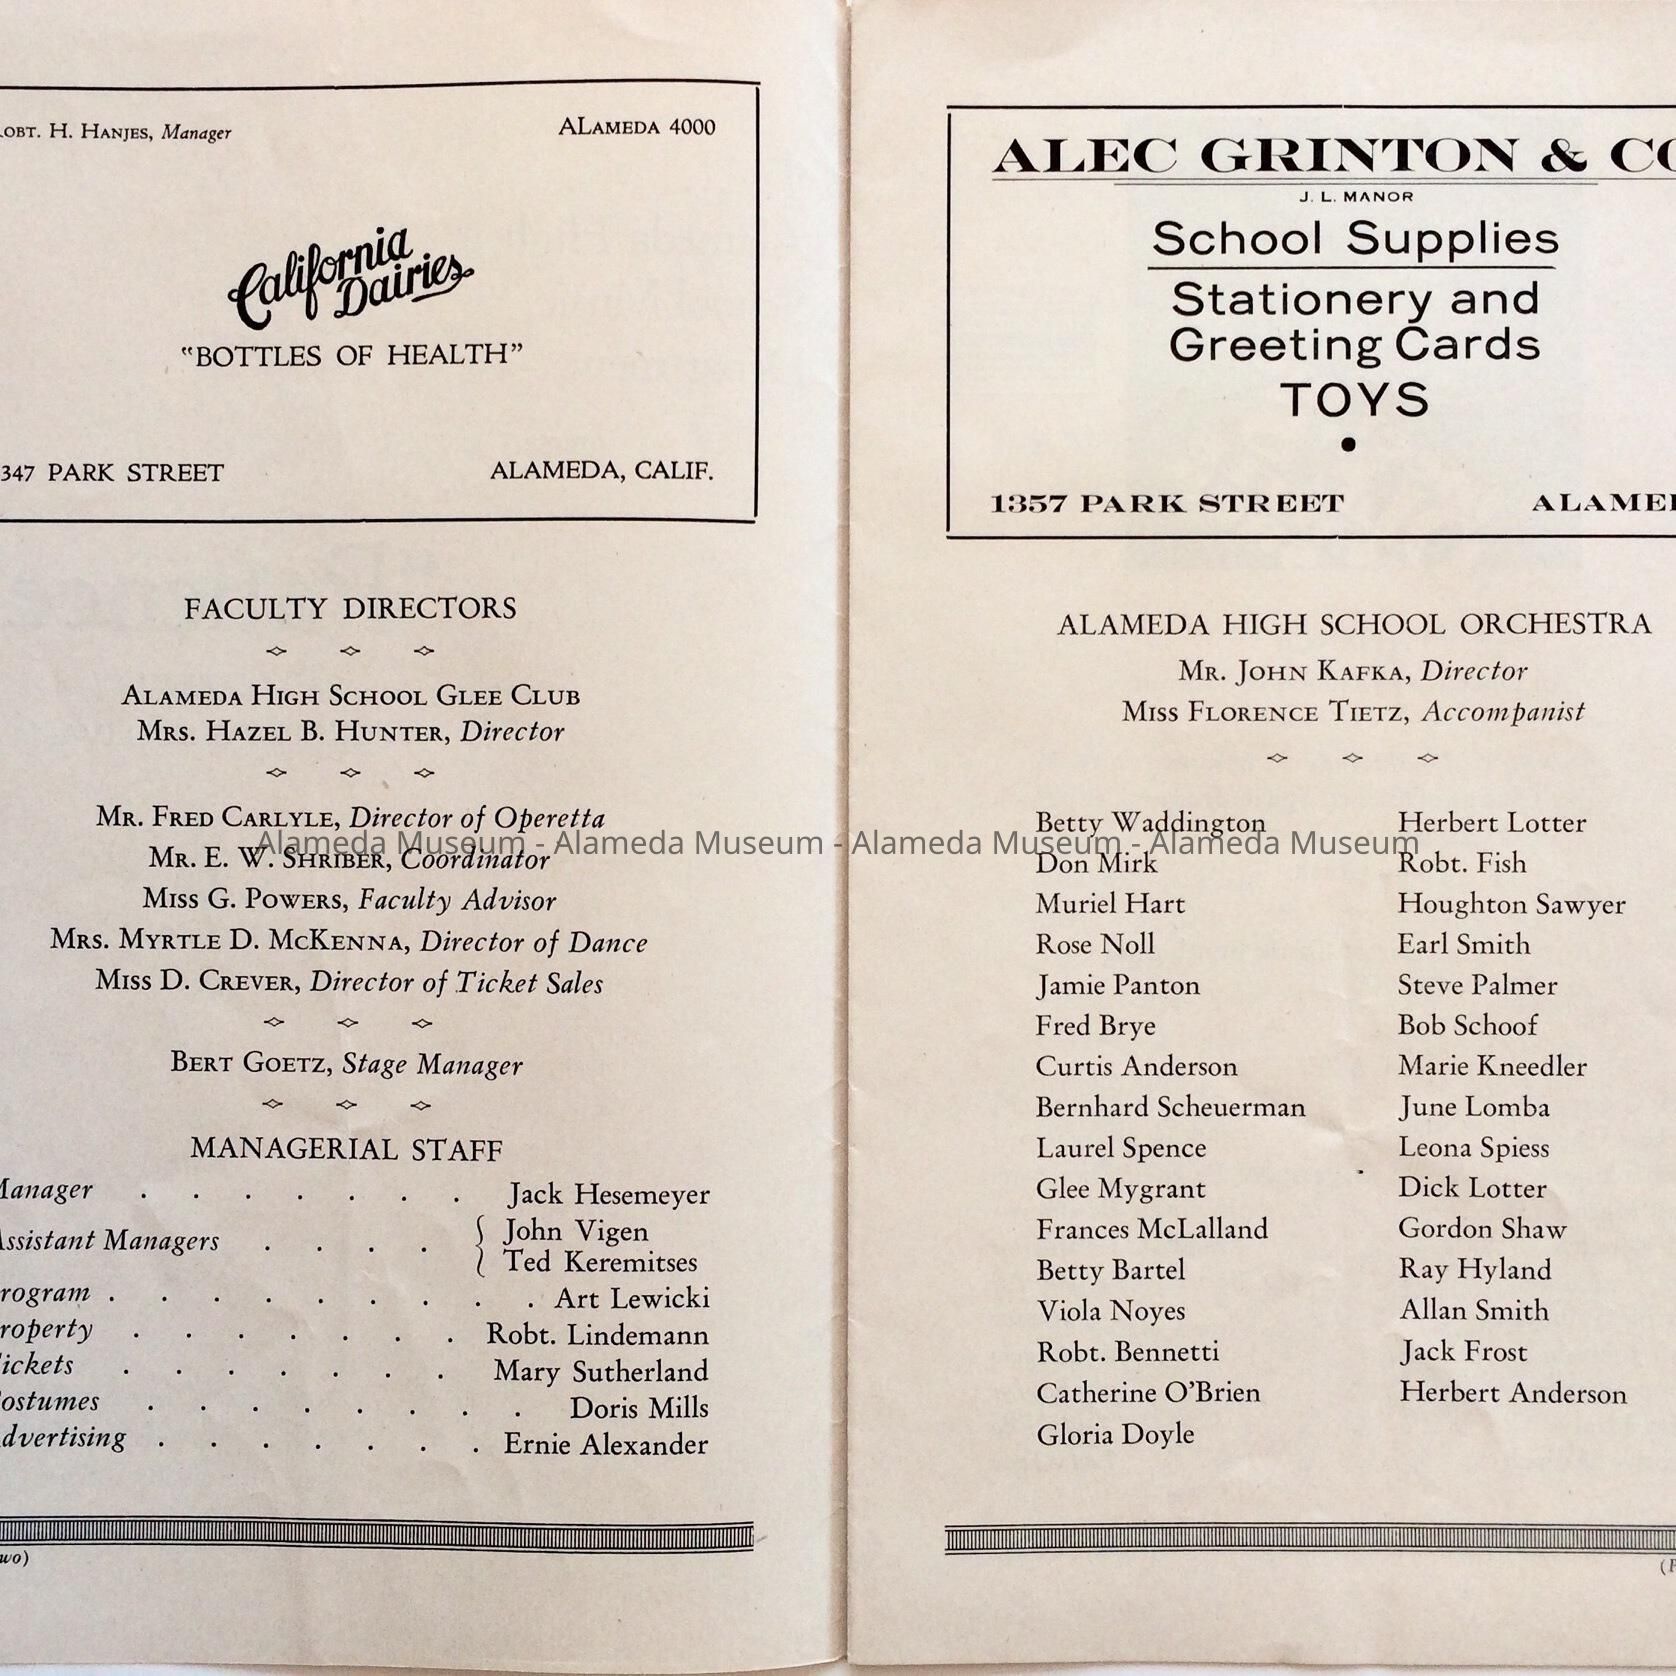 OBT. H. HANJES, Manager
ALAMEDA 4000
California
Dairies
"BOTTLES OF HEALTH"
347 PARK STREET
ALAMEDA, CALIF.
FACULTY DIRECTORS
ALAMEDA HIGH SCHOOL GLEE CLUB
MRS. HAZEL B. HUNTER, Director
MR. FRED CARLYLE, Director of Operetta
MR. E. W. SHRIBER, Coordinator
MISS G. POWERS, Faculty Advisor
MRS. MYRTLE D. MCKENNA, Director of Dance
MISS D. CREVER, Director of Ticket Sales
BERT GOETZ, Stage Manager
MANAGERIAL STAFF
Manager . . . . . . . Jack Hesemeyer
Assistant Managers . . . . { John Vigen
Ted Keremitses
rogram . . . . . . . . . Art Lewicki
roperty . . . . . . . Robt. Lindemann
ickets . . . . . . . Mary Sutherland
ostumes . . . . . . . . Doris Mills
dvertising . . . . . . . Ernie Alexander
wo)
ALEC GRINTON & CO
J. L. MANOR
School Supplies
Stationery and
Greeting Cards
TOYS
1357 PARK STREET
ALAME
ALAMEDA HIGH SCHOOL ORCHESTRA
MR. JOHN KAFKA, Director
MISS FLORENCE TIETZ, Accompanist
Betty Waddington
Don Mirk
Muriel Hart
Rose Noll
Jamie Panton
Fred Brye
Curtis Anderson
Bernhard Scheuerman
Laurel Spence
Glee Mygrant
Frances McLalland
Betty Bartel
Viola Noyes
Robt. Bennetti
Catherine O'Brien
Gloria Doyle
Herbert Lotter
Robt. Fish
Houghton Sawyer
Earl Smith
Steve Palmer
Bob Schoof
Marie Kneedler
June Lomba
Leona Spiess
Dick Lotter
Gordon Shaw
Ray Hyland
Allan Smith
Jack Frost
Herbert Anderson
Alameda Museum - Alameda Museum - Alameda Museum - Alameda Museum